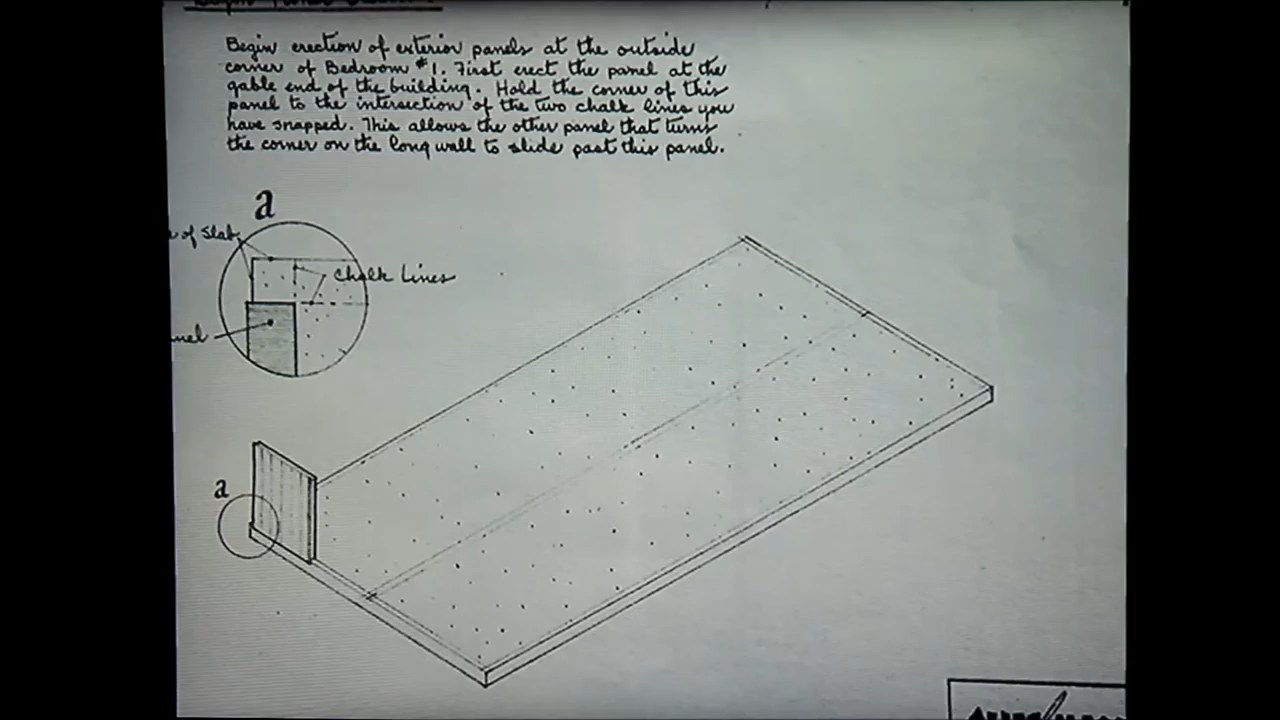 Begin erection of exterior panels at the outside
corner of Bedroom #1. First erect the panel at the
gable end of the building. Hold the corner of this
panel to the intersection of the two chalk lines you
have snapped. This allows the other panel that turns
the corner on the long wall to slide past this panel.
a
of Slab
Chalk Lines
nel
a